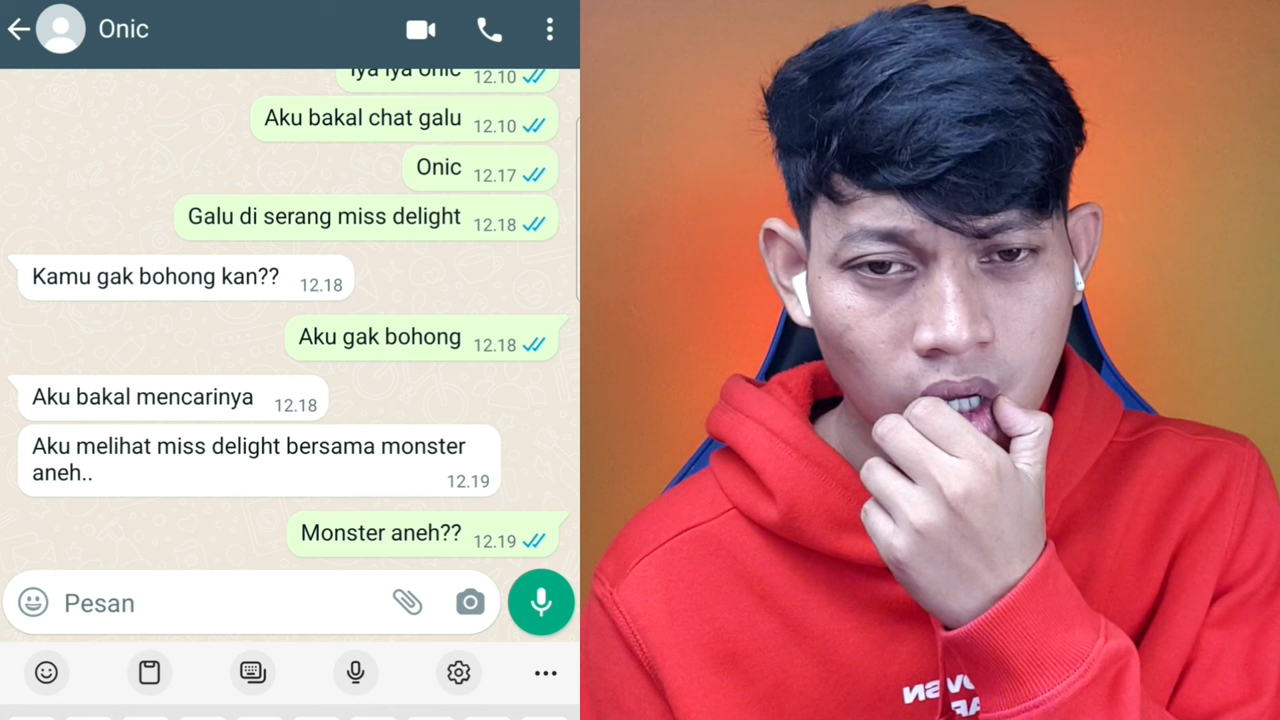 Onic
Iya iya onic 12.10
Aku bakal chat galu 12.10
Onic 12.17
Galu di serang miss delight 12.18
Kamu gak bohong kan?? 12.18
Aku gak bohong 12.18
Aku bakal mencarinya 12.18
Aku melihat miss delight bersama monster
aneh.. 12.19
Monster aneh?? 12.19
Pesan